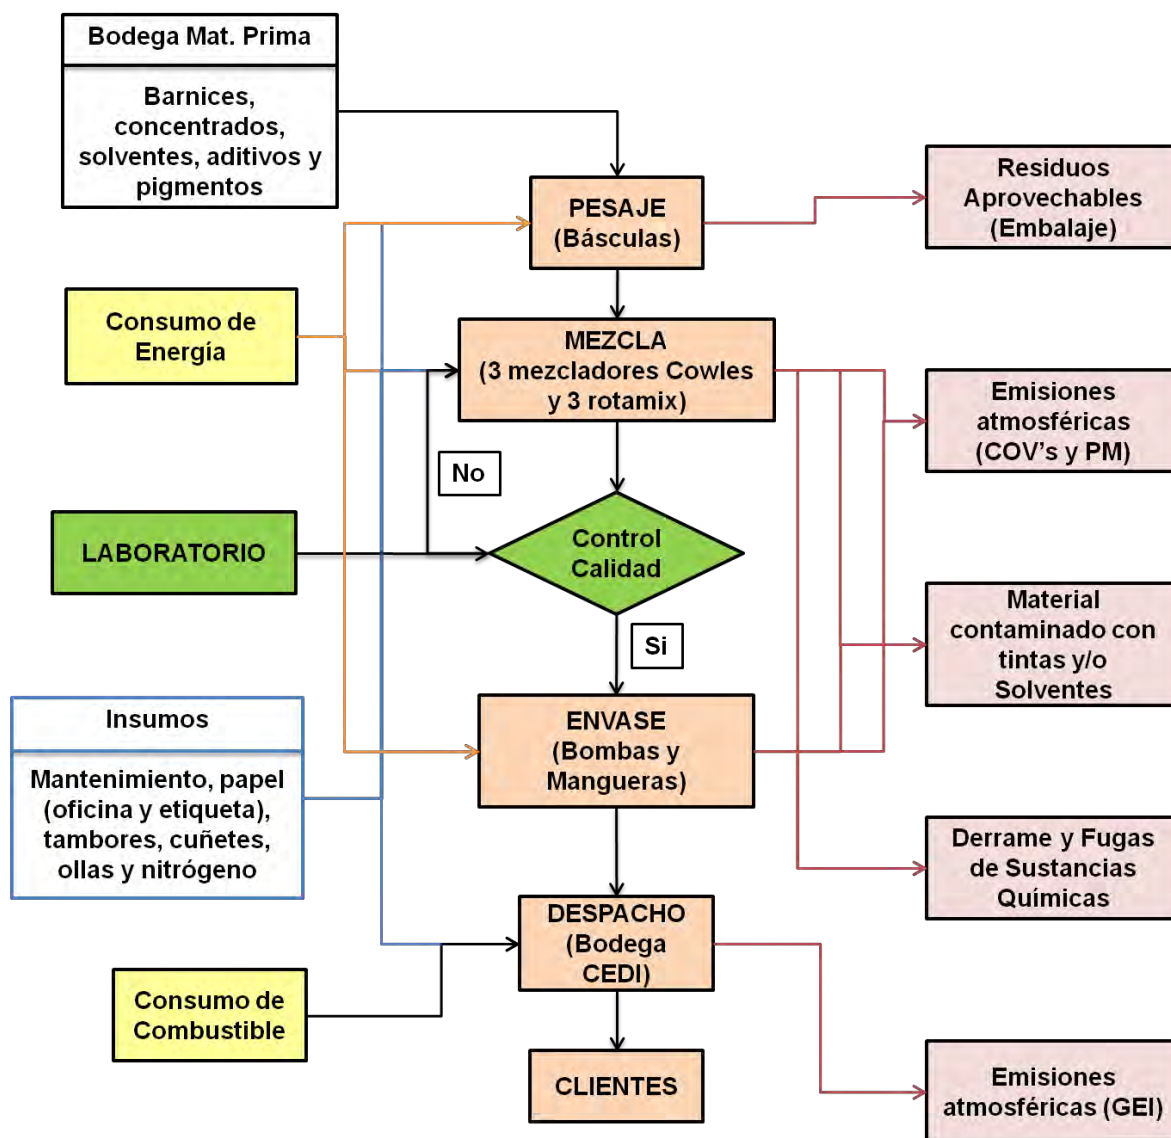 Bodega Mat. Prima
Barnices,
concentrados,
solventes, aditivos y
pigmentos
PESAJE
(Básculas)
Residuos
Aprovechables
(Embalaje)
Consumo de
Energía
MEZCLA
(3 mezcladores Cowles
y 3 rotamix)
Emisiones
atmosféricas
(COV's y PM)
No
LABORATORIO
Control
Calidad
Si
Material
contaminado con
tintas y/o
Solventes
Insumos
Mantenimiento, papel
(oficina y etiqueta),
tambores, cuñetes,
ollas y nitrógeno
ENVASE
(Bombas y
Mangueras)
Derrame y Fugas
de Sustancias
Químicas
DESPACHO
(Bodega
CEDI)
Consumo de
Combustible
CLIENTES
Emisiones
atmosféricas (GEI)